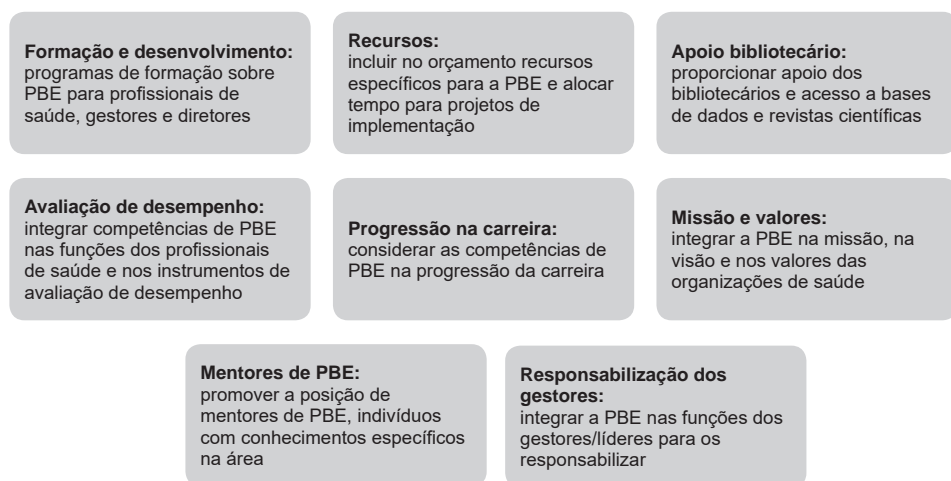 Formação e desenvolvimento:
programas de formação sobre
PBE para profissionais de
saúde, gestores e diretores
Recursos:
incluir no orçamento recursos
específicos para a PBE e alocar
tempo para projetos de
implementação
Apoio bibliotecário:
proporcionar apoio dos
bibliotecários e acesso a bases
de dados e revistas científicas
Avaliação de desempenho:
integrar competências de PBE
nas funções dos profissionais
de saúde e nos instrumentos de
avaliação de desempenho
Progressão na carreira:
considerar as competências de
PBE na progressão da carreira
Missão e valores:
integrar a PBE na missão, na
visão e nos valores das
organizações de saúde
Mentores de PBE:
promover a posição de
mentores de PBE, indivíduos
com conhecimentos específicos
na área
Responsabilização dos
gestores:
integrar a PBE nas funções dos
gestores/líderes para os
responsabilizar